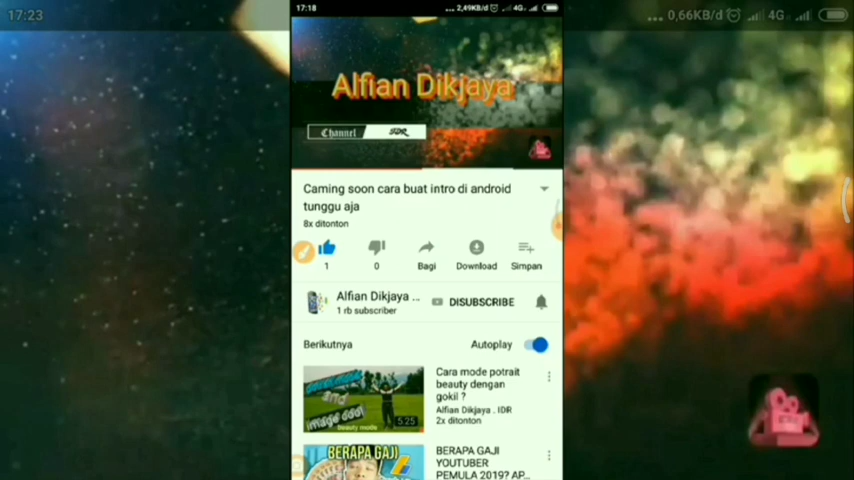 17:23
0,66KB/d
4G
17:18
... 2,49KB/d
4G
Alfian Dikjaya
Channel IDR
Caming soon cara buat intro di android
tunggu aja
8x ditonton
1
0
Bagi
Download
Simpan
Alfian Dikjaya ...
1 rb subscriber
DISUBSCRIBE
Berikutnya
Autoplay
and
Beauty mode
5:25
Cara mode potrait
beauty dengan
gokil ?
Alfian Dikjaya . IDR
2x ditonton
BERAPA GAJI
BERAPA GAJI
YOUTUBER
PEMULA 2019? AP...